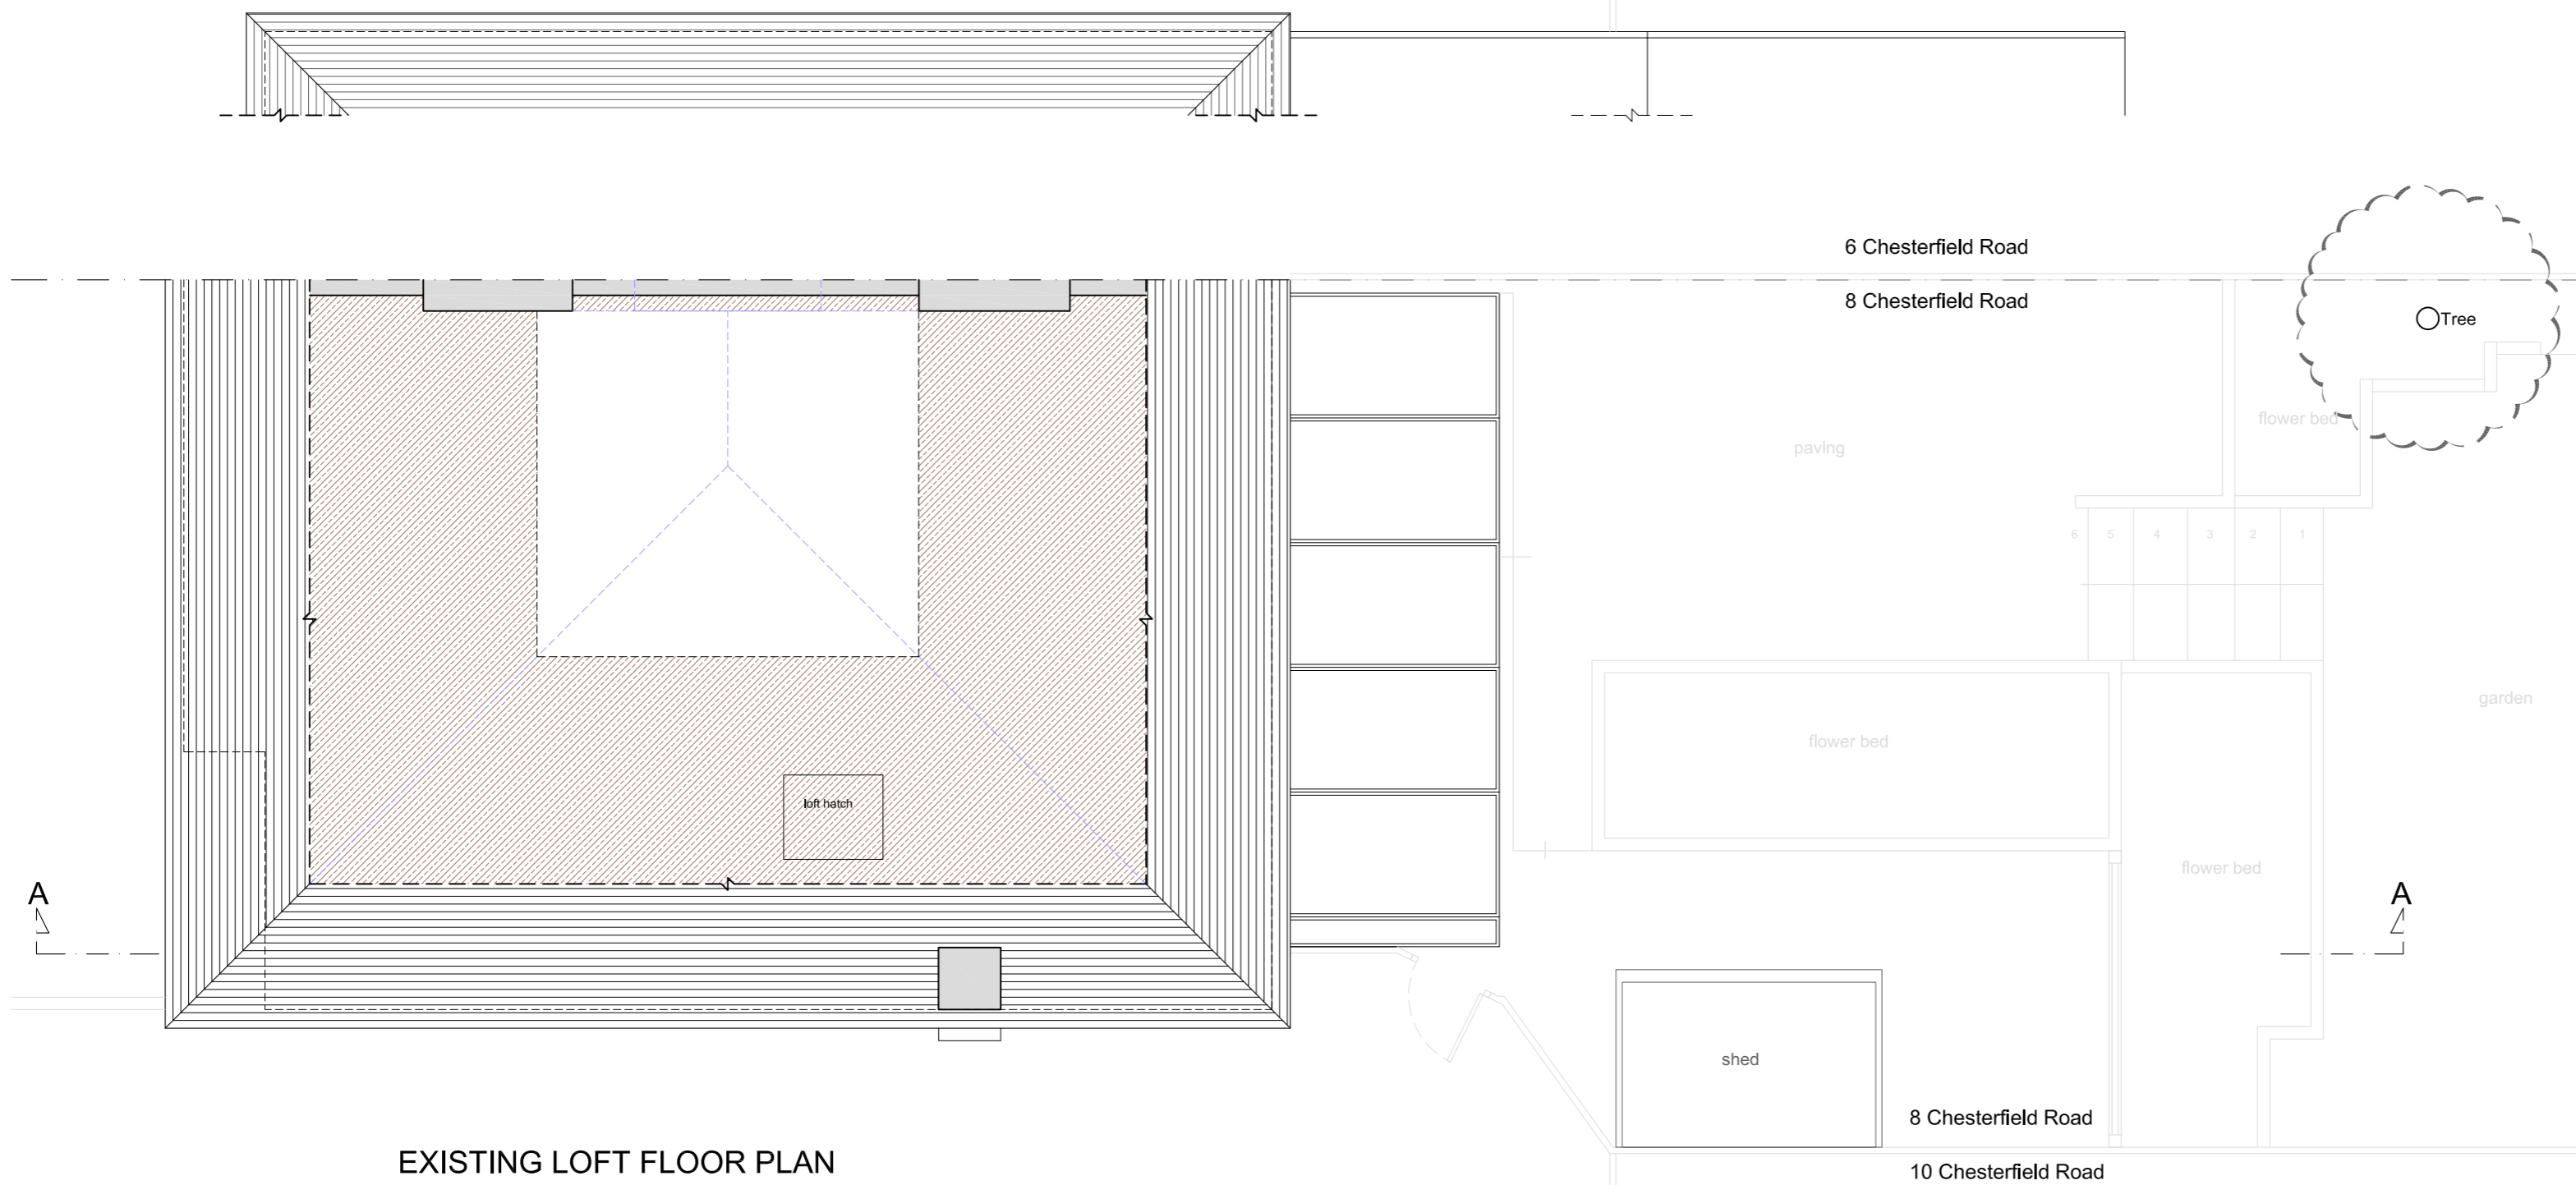 6 Chesterfield Road
8 Chesterfield Road
Tree
flower bed
paving
6 5 4 3 2 1
garden
flower bed
loft hatch
flower bed
A
A
shed
8 Chesterfield Road
EXISTING LOFT FLOOR PLAN
10 Chesterfield Road